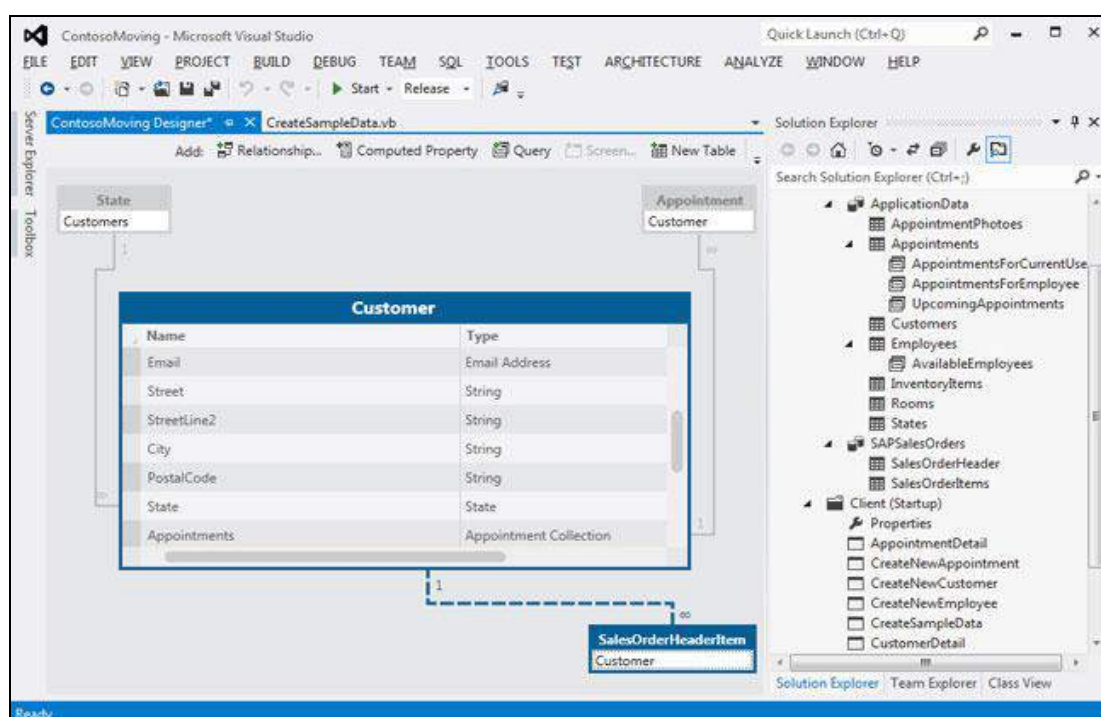 ContosoMoving - Microsoft Visual Studio
Quick Launch (Ctrl+Q)
FILE EDIT VIEW PROJECT BUILD DEBUG TEAM SQL TOOLS TEST ARCHITECTURE ANALYZE WINDOW HELP
Start Release
Server Explorer
Toolbox
ContosoMoving Designer* CreateSampleData.vb
Add: Relationship... Computed Property Query Screen... New Table
State
Customers
1
∞
Appointment
Customer
∞
1
Customer
Name Type
Email Email Address
Street String
StreetLine2 String
City String
PostalCode String
State State
Appointments Appointment Collection
1
∞
SalesOrderHeaderItem
Customer
Solution Explorer
Search Solution Explorer (Ctrl+;)
ApplicationData
AppointmentPhotoes
Appointments
AppointmentsForCurrentUse
AppointmentsForEmployee
UpcomingAppointments
Customers
Employees
AvailableEmployees
InventoryItems
Rooms
States
SAPSalesOrders
SalesOrderHeader
SalesOrderItems
Client (Startup)
Properties
AppointmentDetail
CreateNewAppointment
CreateNewCustomer
CreateNewEmployee
CreateSampleData
CustomerDetail
Solution Explorer Team Explorer Class View
Ready